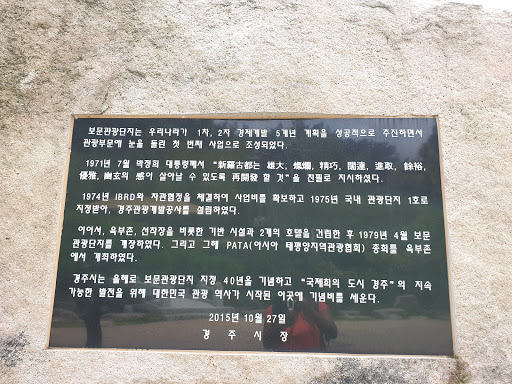 보문관광단지는 우리나라가 1차, 2차 경제개발 5개년 계획을 성공적으로 추진하면서
관광부문에 눈을 돌린 첫 번째 사업으로 조성되었다.
1971년 7월 박정희 대통령께서 "新羅古都는 雄大, 燦爛, 精巧, 闊達, 進取, 餘裕,
優雅, 幽玄의 感이 살아날 수 있도록 再開發 할 것"을 친필로 지시하셨다.
1974년 IBRD와 차관협정을 체결하여 사업비를 확보하고 1975년 국내 관광단지 1호로
지정받아, 경주관광개발공사를 설립하였다.
이어서, 육부촌, 선착장을 비롯한 기반 시설과 2개의 호텔을 건립한 후 1979년 4월 보문
관광단지를 개장하였다. 그리고 그해 PATA(아시아 태평양지역관광협회) 총회를 육부촌
에서 개최하였다.
경주시는 올해로 보문관광단지 지정 40년을 기념하고 "국제회의 도시 경주"의 지속
가능한 발전을 위해 대한민국 관광 역사가 시작된 이곳에 기념비를 세운다.
2015년 10월 27일
경 주 시 장